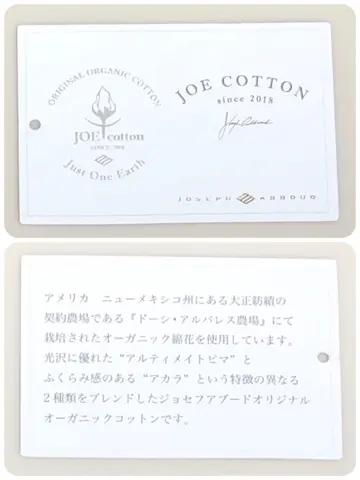 ORIGINAL ORGANIC COTTON
JOE cotton
SINCE 2018
Just One Earth
JOE COTTON
since 2018
Joseph Abboud
JOSEPH ABBOUD
アメリカ ニューメキシコ州にある大正紡績の
契約農場である『ドーシ・アルバレス農場』にて
栽培されたオーガニック綿花を使用しています。
光沢に優れた“アルティメイトピマ”と
ふくらみ感のある“アカラ”という特徴の異なる
2種類をブレンドしたジョセフアブードオリジナル
オーガニックコットンです。